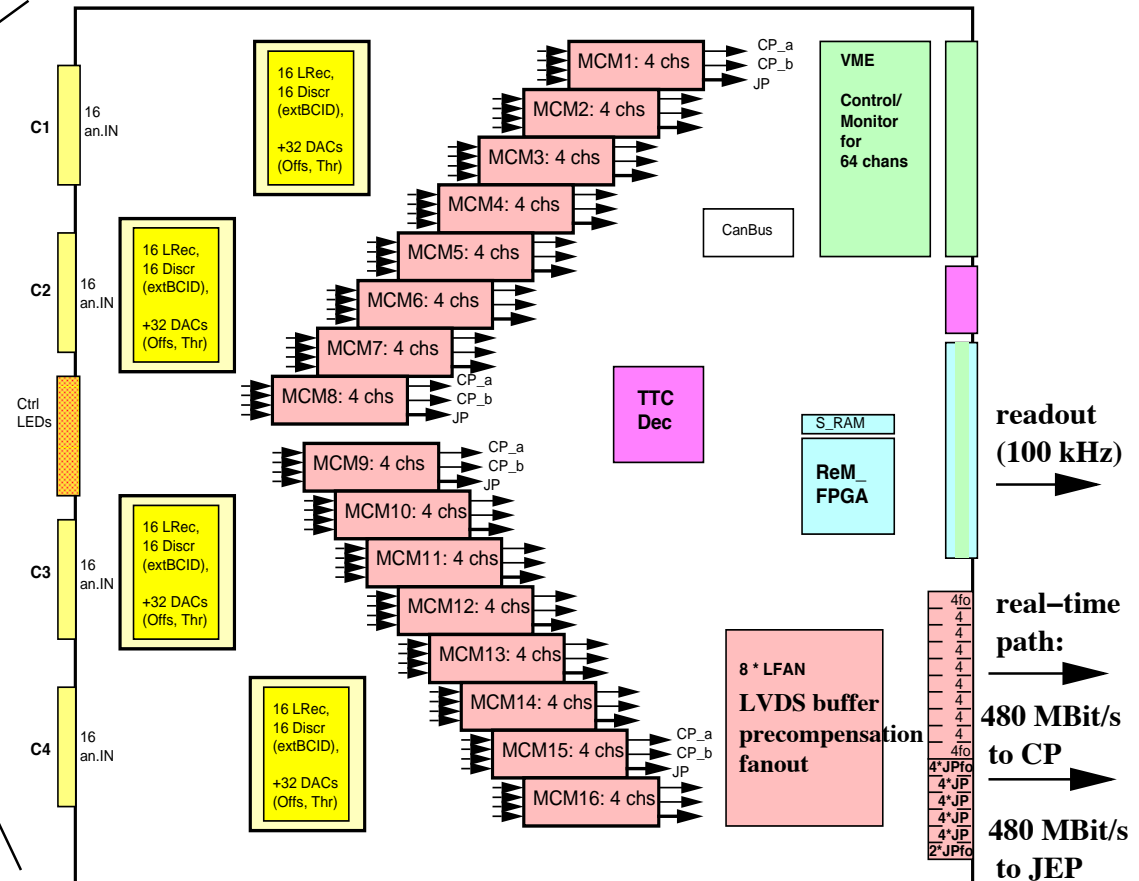 C1
16
an.IN
C2
16
an.IN
Ctrl
LEDs
C3
16
an.IN
C4
16
an.IN
16 LRec,
16 Discr
(extBCID),
+32 DACs
(Offs, Thr)
16 LRec,
16 Discr
(extBCID),
+32 DACs
(Offs, Thr)
16 LRec,
16 Discr
(extBCID),
+32 DACs
(Offs, Thr)
16 LRec,
16 Discr
(extBCID),
+32 DACs
(Offs, Thr)
MCM1: 4 chs
CP_a
CP_b
JP
MCM2: 4 chs
MCM3: 4 chs
MCM4: 4 chs
MCM5: 4 chs
MCM6: 4 chs
MCM7: 4 chs
MCM8: 4 chs
CP_a
CP_b
JP
MCM9: 4 chs
CP_a
CP_b
JP
MCM10: 4 chs
MCM11: 4 chs
MCM12: 4 chs
MCM13: 4 chs
MCM14: 4 chs
MCM15: 4 chs
CP_a
CP_b
JP
MCM16: 4 chs
VME
Control/
Monitor
for
64 chans
CanBus
TTC
Dec
S_RAM
ReM_
FPGA
8 * LFAN
LVDS buffer
precompensation
fanout
4fo
4
4
4
4
4
4
4
4
4fo
4*JPfo
4*JP
4*JP
4*JP
4*JP
2*JPfo
readout
(100 kHz)
real−time
path:
480 MBit/s
to CP
480 MBit/s
to JEP